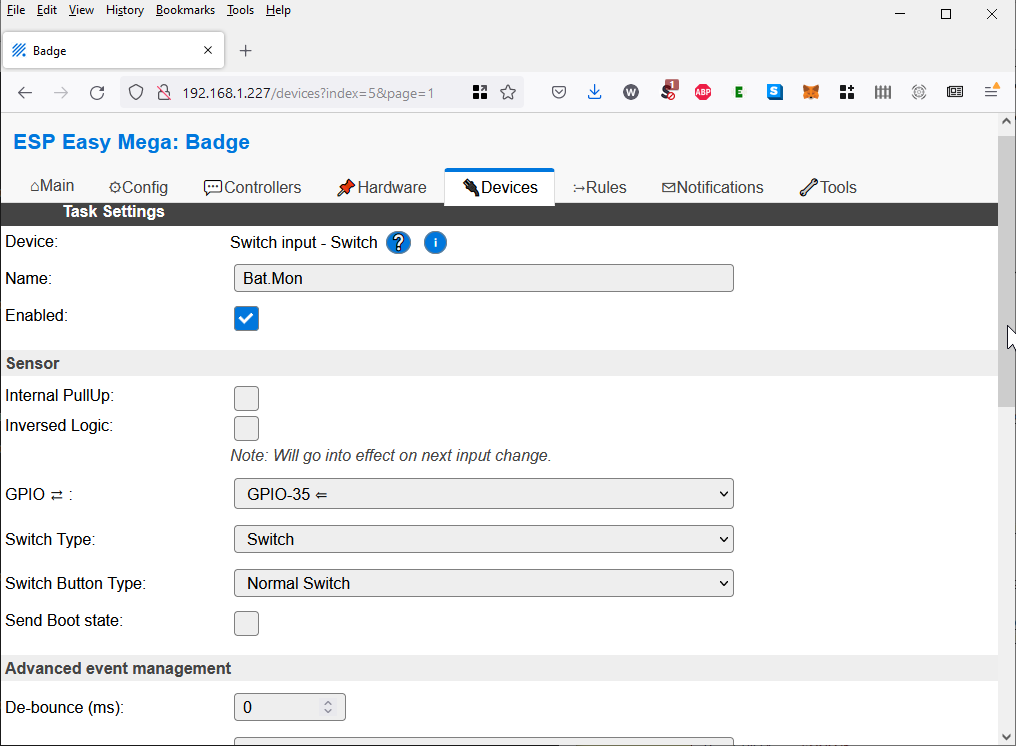 File Edit View History Bookmarks Tools Help
Badge
192.168.1.227/devices?index=5&page=1
W
1
ABP
E
S
ESP Easy Mega: Badge
⌂Main ⚙Config 💬Controllers 📌Hardware 🔌Devices Rules ✉Notifications 🔧Tools
Task Settings
Device: Switch input - Switch ? i
Name: Bat.Mon
Enabled:
Sensor
Internal PullUp:
Inversed Logic:
Note: Will go into effect on next input change.
GPIO ⇄ : GPIO-35 ⇐
Switch Type: Switch
Switch Button Type: Normal Switch
Send Boot state:
Advanced event management
De-bounce (ms): 0